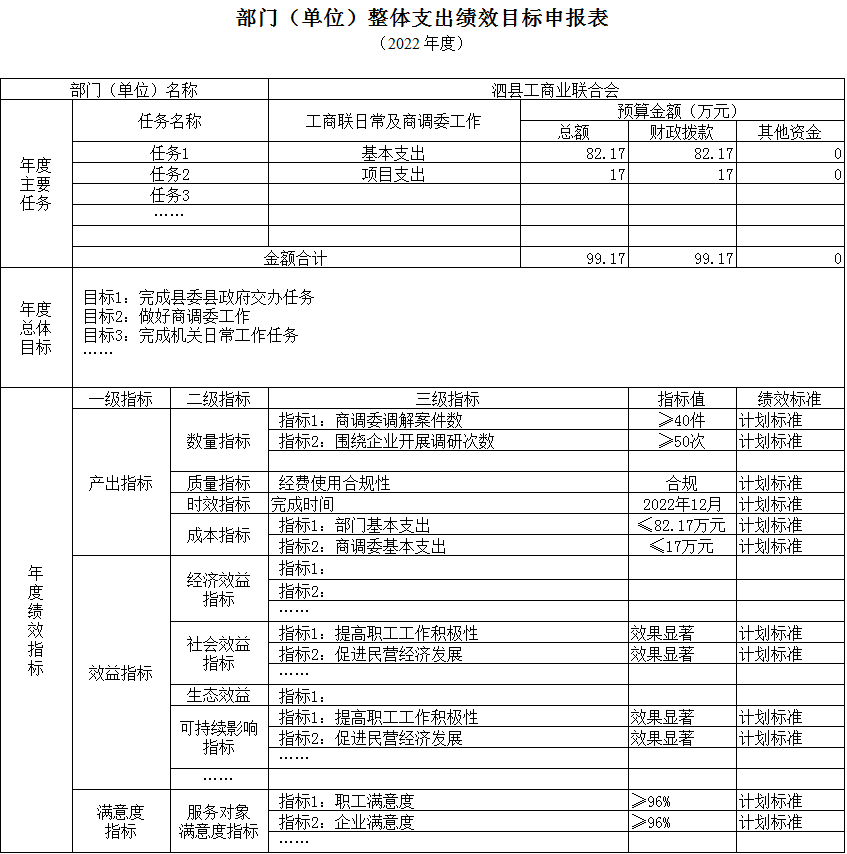 部门（单位）整体支出绩效目标申报表
（2022年度）
部门（单位）名称 泗县工商业联合会
年度主要任务 任务名称 工商联日常及商调委工作 预算金额（万元）
总额 财政拨款 其他资金
任务1 基本支出 82.17 82.17 0
任务2 项目支出 17 17 0
任务3
……
金额合计 99.17 99.17 0
年度总体目标
目标1：完成县委县政府交办任务
目标2：做好商调委工作
目标3：完成机关日常工作任务
……
年度绩效指标 一级指标 二级指标 三级指标 指标值 绩效标准
产出指标 数量指标 指标1：商调委调解案件数 ≥40件 计划标准
指标2：围绕企业开展调研次数 ≥50次 计划标准
质量指标 经费使用合规性 合规 计划标准
时效指标 完成时间 2022年12月 计划标准
成本指标 指标1：部门基本支出 ≤82.17万元 计划标准
指标2：商调委基本支出 ≤17万元 计划标准
效益指标 经济效益指标 指标1：
指标2：
……
社会效益指标 指标1：提高职工工作积极性 效果显著 计划标准
指标2：促进民营经济发展 效果显著 计划标准
……
生态效益 指标1：
可持续影响指标 指标1：提高职工工作积极性 效果显著 计划标准
指标2：促进民营经济发展 效果显著 计划标准
……
……
满意度指标 服务对象满意度指标 指标1：职工满意度 ≥96% 计划标准
指标2：企业满意度 ≥96% 计划标准
……